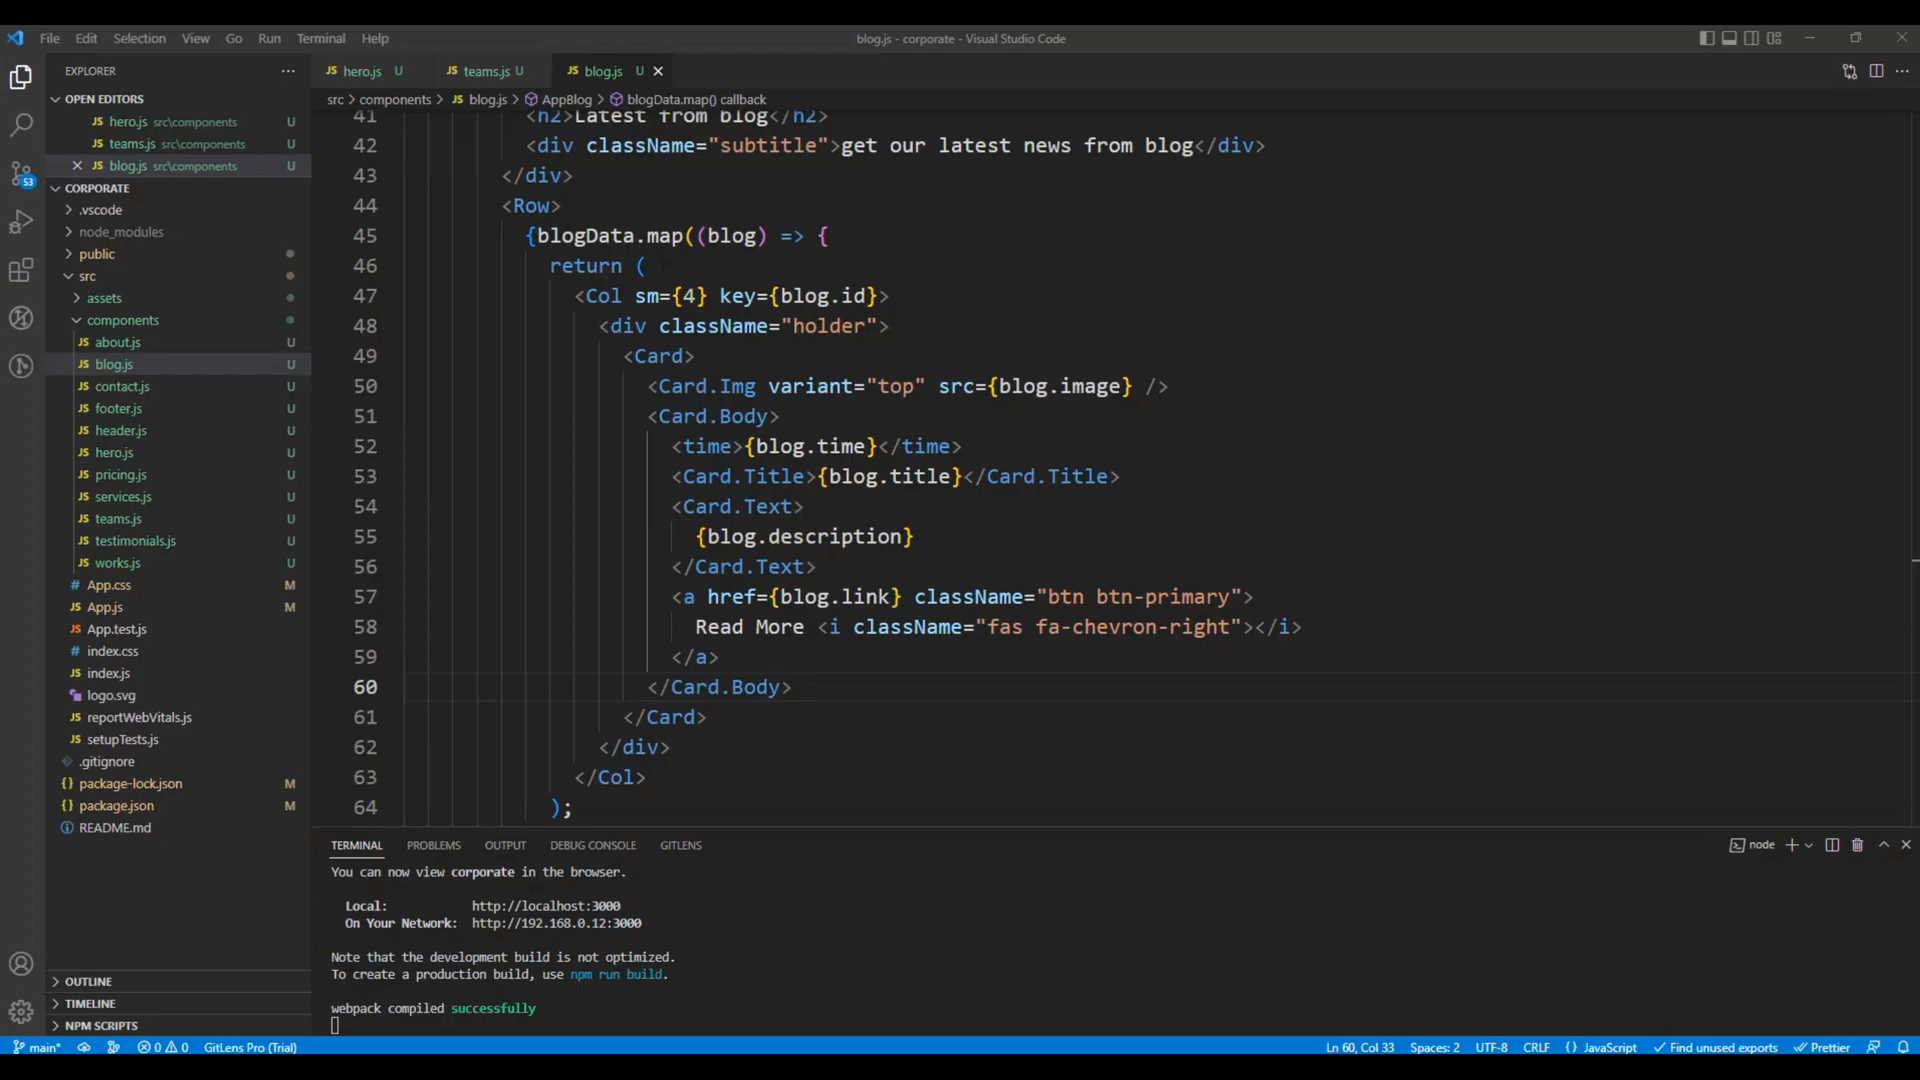 File Edit Selection View Go Run Terminal Help
blog.js - corporate - Visual Studio Code
EXPLORER
OPEN EDITORS
hero.js src\components U
teams.js src\components U
blog.js src\components U
CORPORATE
.vscode
node_modules
public
src
assets
components
JS about.js U
JS blog.js U
JS contact.js U
JS footer.js U
JS header.js U
JS hero.js U
JS pricing.js U
JS services.js U
JS teams.js U
JS testimonials.js U
JS works.js U
# App.css M
JS App.js M
JS App.test.js U
# index.css U
JS index.js U
logo.svg
JS reportWebVitals.js
JS setupTests.js
.gitignore
{} package-lock.json M
{} package.json M
README.md
OUTLINE
TIMELINE
NPM SCRIPTS
53
JS hero.js U
JS teams.js U
JS blog.js U
src > components > JS blog.js > AppBlog > blogData.map() callback
41 <h2>Latest from blog</h2>
42 <div className="subtitle">get our latest news from blog</div>
43 </div>
44 <Row>
45 {blogData.map((blog) => {
46 return (
47 <Col sm={4} key={blog.id}>
48 <div className="holder">
49 <Card>
50 <Card.Img variant="top" src={blog.image} />
51 <Card.Body>
52 <time>{blog.time}</time>
53 <Card.Title>{blog.title}</Card.Title>
54 <Card.Text>
55 {blog.description}
56 </Card.Text>
57 <a href={blog.link} className="btn btn-primary">
58 Read More <i className="fas fa-chevron-right"></i>
59 </a>
60 </Card.Body>
61 </Card>
62 </div>
63 </Col>
64 );
TERMINAL PROBLEMS OUTPUT DEBUG CONSOLE GITLENS
node
You can now view corporate in the browser.
Local: http://localhost:3000
On Your Network: http://192.168.0.12:3000
Note that the development build is not optimized.
To create a production build, use npm run build.
webpack compiled successfully
main* 0 0 GitLens Pro (Trial)
Ln 60, Col 33 Spaces: 2 UTF-8 CRLF {} JavaScript Find unused exports Prettier